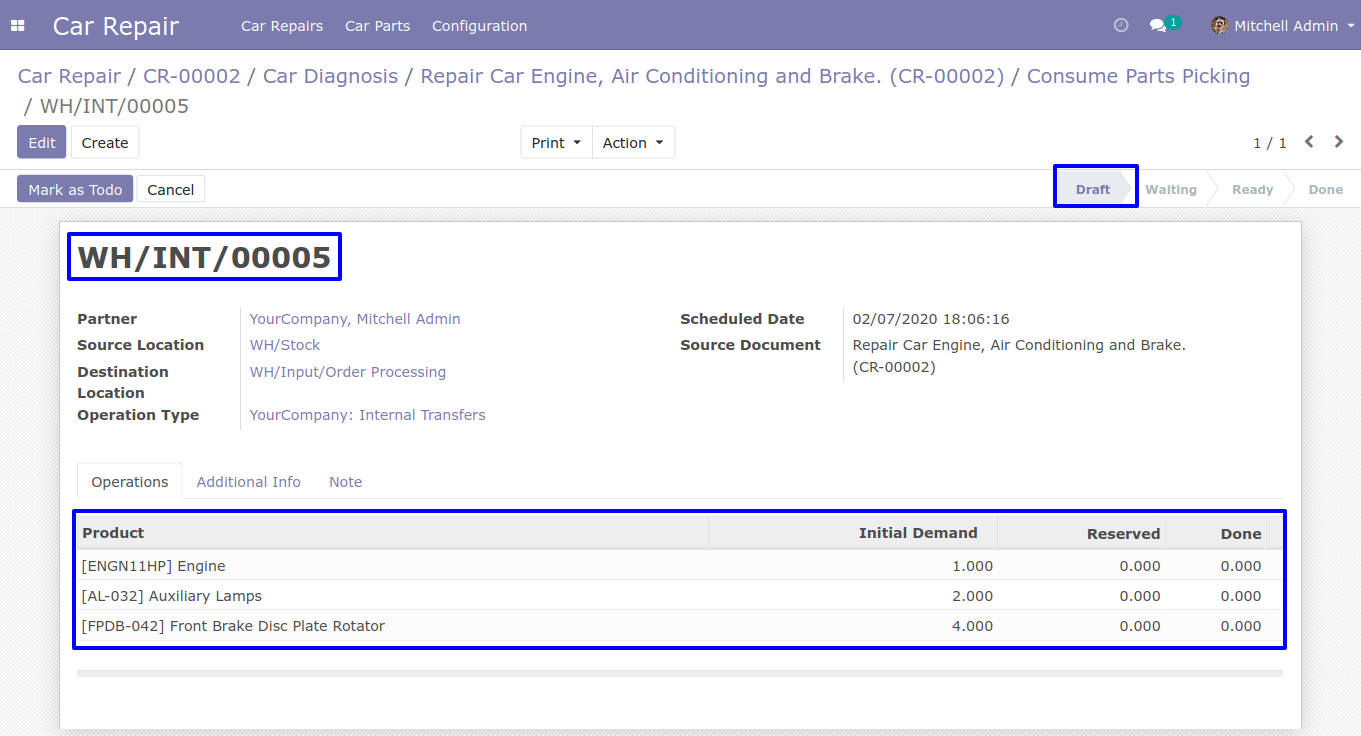 Car Repair Car Repairs Car Parts Configuration 1 Mitchell Admin
Car Repair / CR-00002 / Car Diagnosis / Repair Car Engine, Air Conditioning and Brake. (CR-00002) / Consume Parts Picking
/ WH/INT/00005
Edit Create Print Action 1 / 1
Mark as Todo Cancel Draft Waiting Ready Done
WH/INT/00005
Partner YourCompany, Mitchell Admin Scheduled Date 02/07/2020 18:06:16
Source Location WH/Stock Source Document Repair Car Engine, Air Conditioning and Brake.
(CR-00002)
Destination WH/Input/Order Processing
Location
Operation Type YourCompany: Internal Transfers
Operations Additional Info Note
Product Initial Demand Reserved Done
[ENGN11HP] Engine 1.000 0.000 0.000
[AL-032] Auxiliary Lamps 2.000 0.000 0.000
[FPDB-042] Front Brake Disc Plate Rotator 4.000 0.000 0.000